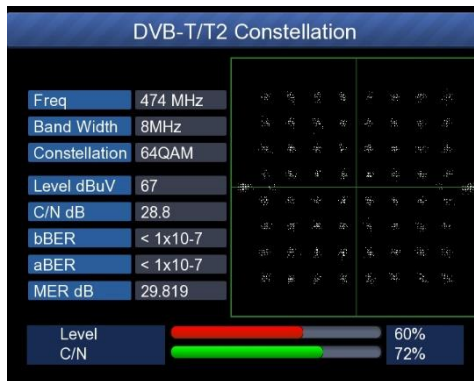 DVB-T/T2 Constellation
Freq 474 MHz
Band Width 8MHz
Constellation 64QAM
Level dBuV 67
C/N dB 28.8
bBER < 1x10-7
aBER < 1x10-7
MER dB 29.819
Level 60%
C/N 72%